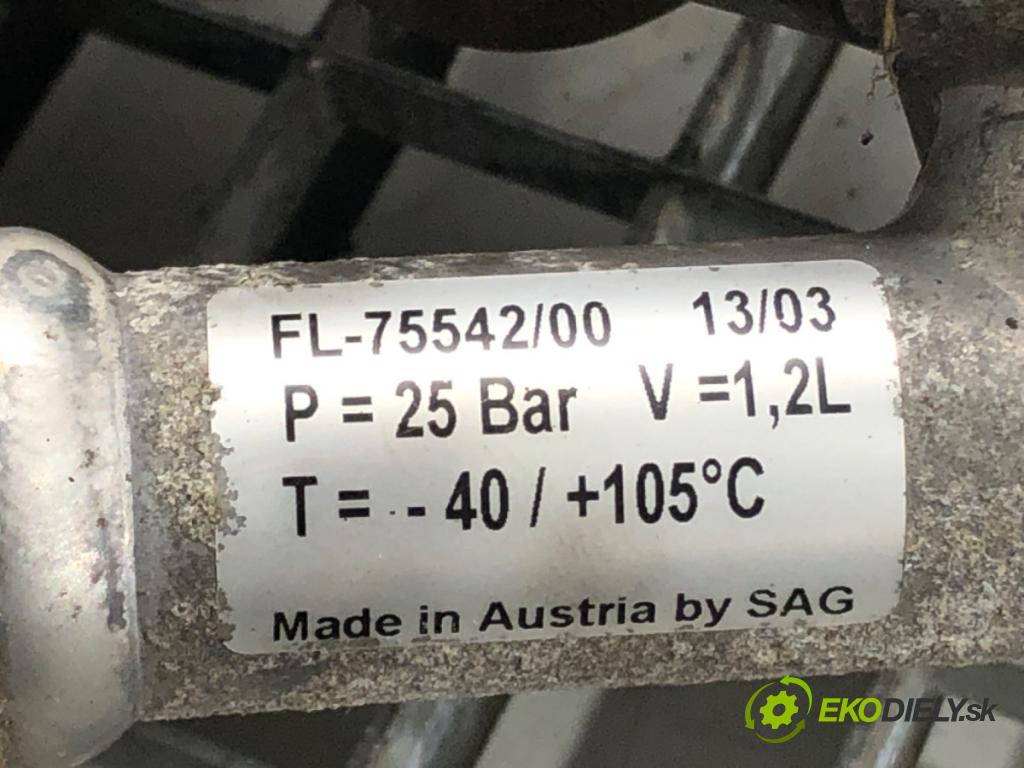 FL-75542/00 13/03
P = 25 Bar V =1,2L
T = - 40 / +105°C
Made in Austria by SAG
EKODIELY.sk